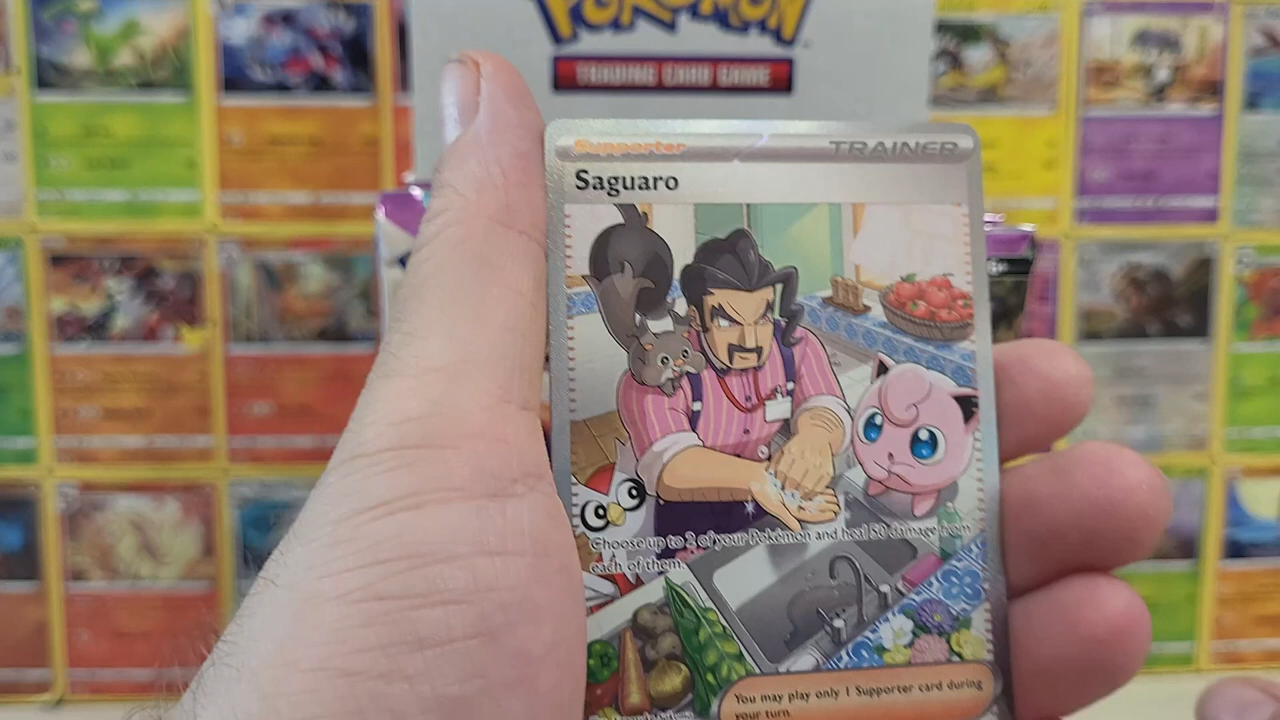 POKÉMON
TRADING CARD GAME
Supporter TRAINER
Saguaro
Choose up to 2 of your Pokémon and heal 50 damage from
each of them.
You may play only 1 Supporter card during
your turn.